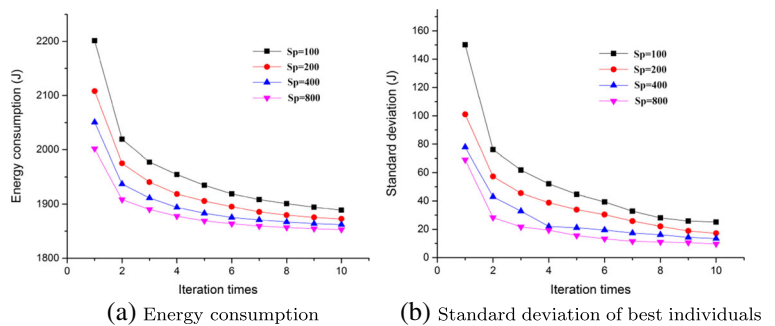 2200
2100
2000
1900
1800
0
2
4
6
8
10
Energy consumption (J)
Iteration times
Sp=100
Sp=200
Sp=400
Sp=800
(a) Energy consumption
160
140
120
100
80
60
40
20
0
0
2
4
6
8
10
Standard deviation (J)
Iteration times
Sp=100
Sp=200
Sp=400
Sp=800
(b) Standard deviation of best individuals